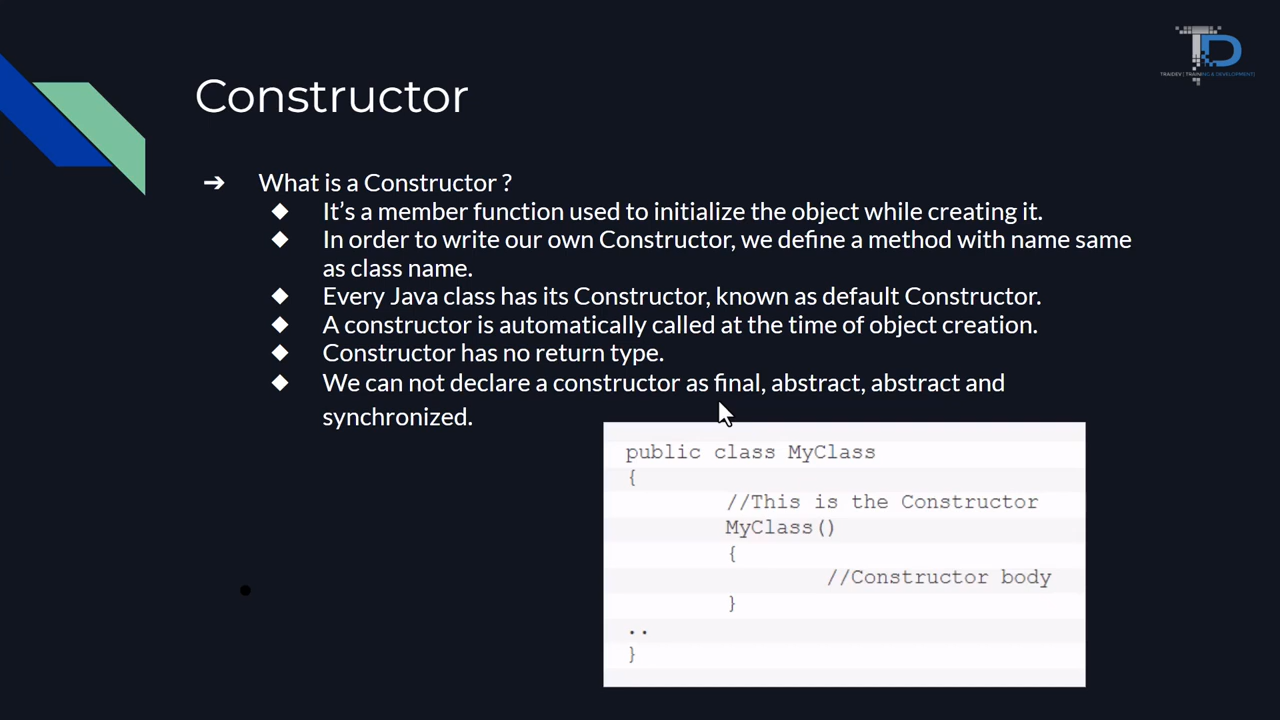 TRAIDEV [ TRAINING & DEVELOPMENT]
Constructor
➔ What is a Constructor ?
◆ It’s a member function used to initialize the object while creating it.
◆ In order to write our own Constructor, we define a method with name same
as class name.
◆ Every Java class has its Constructor, known as default Constructor.
◆ A constructor is automatically called at the time of object creation.
◆ Constructor has no return type.
◆ We can not declare a constructor as final, abstract, abstract and
synchronized.
public class MyClass
{
//This is the Constructor
MyClass()
{
//Constructor body
}
..
}